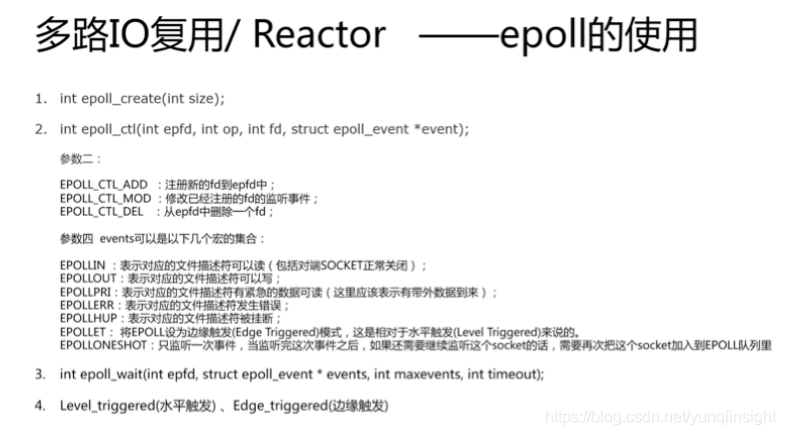 多路IO复用/ Reactor ——epoll的使用
1. int epoll_create(int size);
2. int epoll_ctl(int epfd, int op, int fd, struct epoll_event *event);
参数二：
EPOLL_CTL_ADD ：注册新的fd到epfd中；
EPOLL_CTL_MOD ：修改已经注册的fd的监听事件；
EPOLL_CTL_DEL ：从epfd中删除一个fd；
参数四 events可以是以下几个宏的集合：
EPOLLIN ：表示对应的文件描述符可以读（包括对端SOCKET正常关闭）；
EPOLLOUT：表示对应的文件描述符可以写；
EPOLLPRI：表示对应的文件描述符有紧急的数据可读（这里应该表示有带外数据到来）；
EPOLLERR：表示对应的文件描述符发生错误；
EPOLLHUP：表示对应的文件描述符被挂断；
EPOLLET： 将EPOLL设为边缘触发(Edge Triggered)模式，这是相对于水平触发(Level Triggered)来说的。
EPOLLONESHOT：只监听一次事件，当监听完这次事件之后，如果还需要继续监听这个socket的话，需要再次把这个socket加入到EPOLL队列里
3. int epoll_wait(int epfd, struct epoll_event * events, int maxevents, int timeout);
4. Level_triggered(水平触发) 、Edge_triggered(边缘触发)
https://blog.csdn.net/yunqiinsight